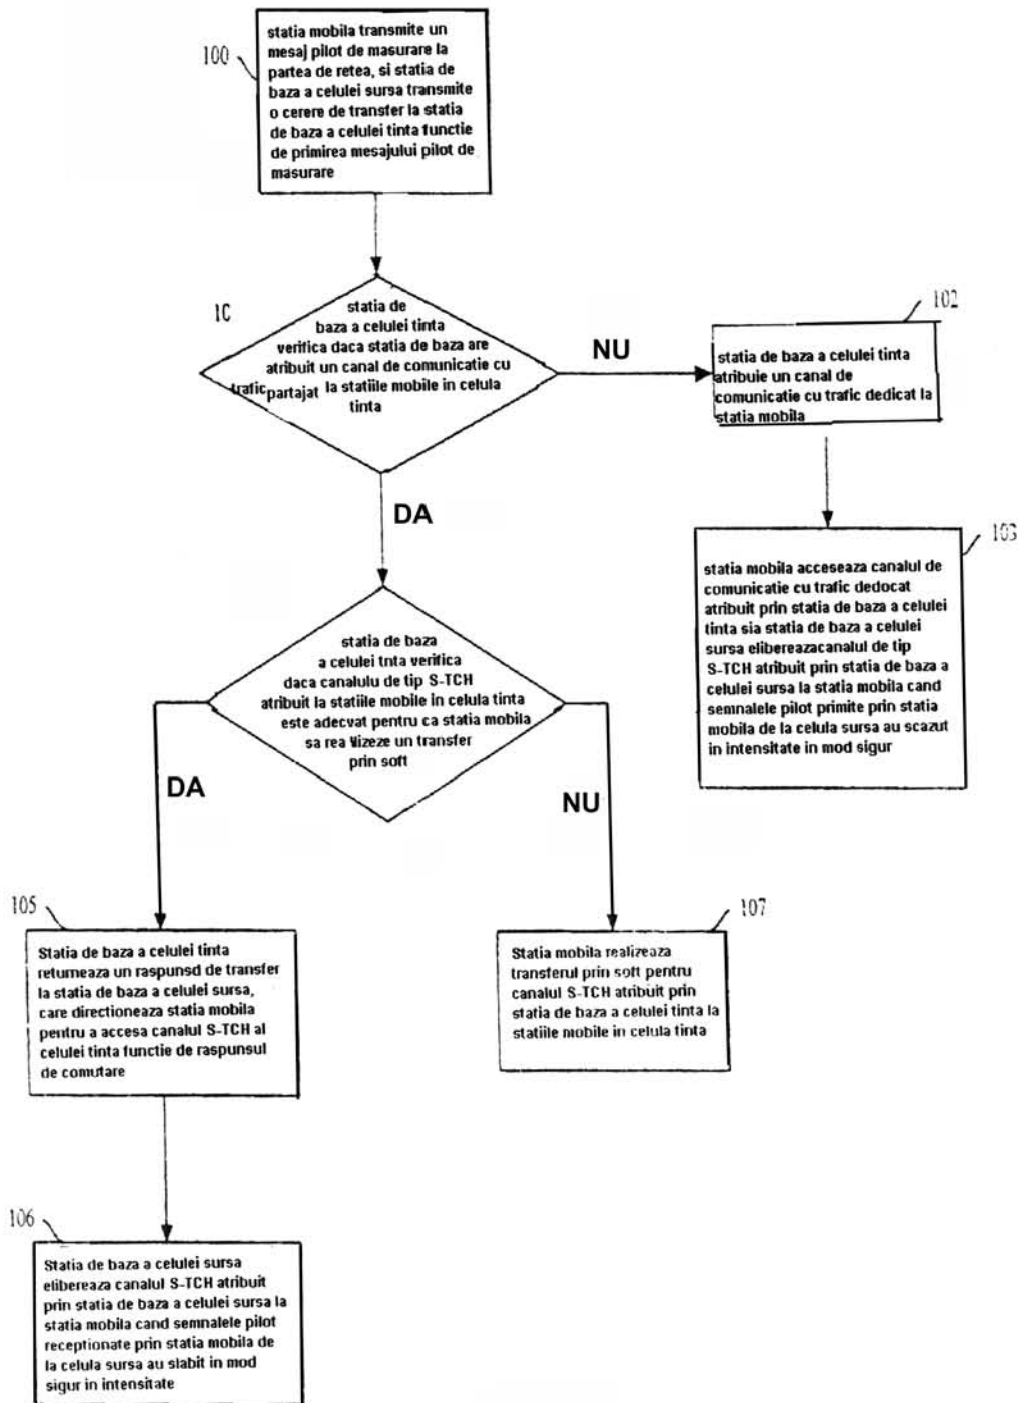 100
statia mobila transmite un
mesaj pilot de masurare la
partea de retea, si statia de
baza a celulei sursa transmite
o cerere de transfer la statia
de baza a celulei tinta functie
de primirea mesajului pilot de
masurare
10
statia de
baza a celulei tinta
verifica daca statia de baza are
atribuit un canal de comunicatie cu
trafic partajat la statiile mobile in celula
tinta
NU
102
statia de baza a celulei tinta
atribuie un canal de
comunicatie cu trafic dedicat la
statia mobila
DA
103
statia mobila acceseaza canalul de
comunicatie cu trafic dedocat
atribuit prin statia de baza a celulei
tinta sia statia de baza a celulei
sursa elibereazacanalul de tip
S-TCH atribuit prin statia de baza a
celulei sursa la statia mobila cand
semnalele pilot primite prin statia
mobila de la celula sursa au scazut
in intensitate in mod sigur
statia de baza
a celulei tnta verifica
daca canalulu de tip S-TCH
atribuit la statiile mobile in celula tinta
este adecvat pentru ca statia mobila
sa rea lizeze un transfer
prin soft
DA
NU
105
Statia de baza a celulei tinta
returneaza un raspunsd de transfer
la statia de baza a celulei sursa,
care directioneaza statia mobila
pentru a accesa canalul S-TCH al
celulei tinta functie de raspunsul
de comutare
107
Statia mobila realizeaza
transferul prin soft pentru
canalul S-TCH atribuit prin
statia de baza a celulei tinta la
statiile mobile in celula tinta
106
Statia de baza a celulei sursa
elibereaza canalul S-TCH atribuit
prin statia de baza a celulei sursa la
statia mobila cand semnalele pilot
receptionate prin statia mobila de
la celula sursa au slabit in mod
sigur in intensitate